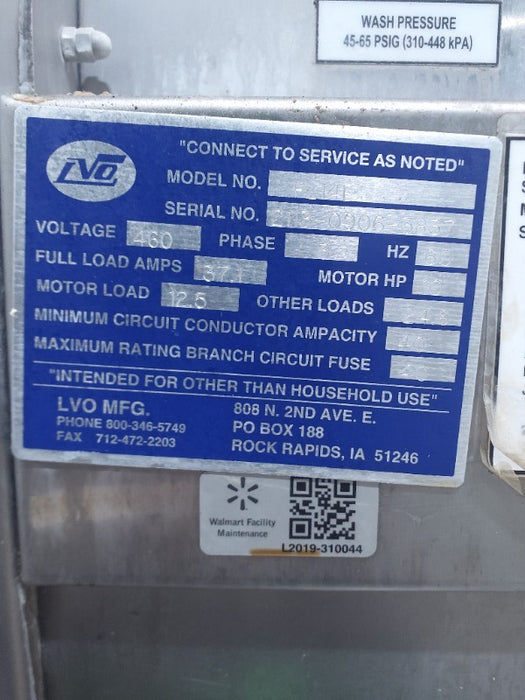 WASH PRESSURE
45-65 PSIG (310-448 kPA)
LVO
"CONNECT TO SERVICE AS NOTED"
MODEL NO.
SERIAL NO.
VOLTAGE 460 PHASE HZ
FULL LOAD AMPS 37.1 MOTOR HP
MOTOR LOAD 12.5 OTHER LOADS
MINIMUM CIRCUIT CONDUCTOR AMPACITY
MAXIMUM RATING BRANCH CIRCUIT FUSE
"INTENDED FOR OTHER THAN HOUSEHOLD USE"
LVO MFG. 808 N. 2ND AVE. E.
PHONE 800-346-5749 PO BOX 188
FAX 712-472-2203 ROCK RAPIDS, IA 51246
Walmart Facility
Maintenance
L2019-310044